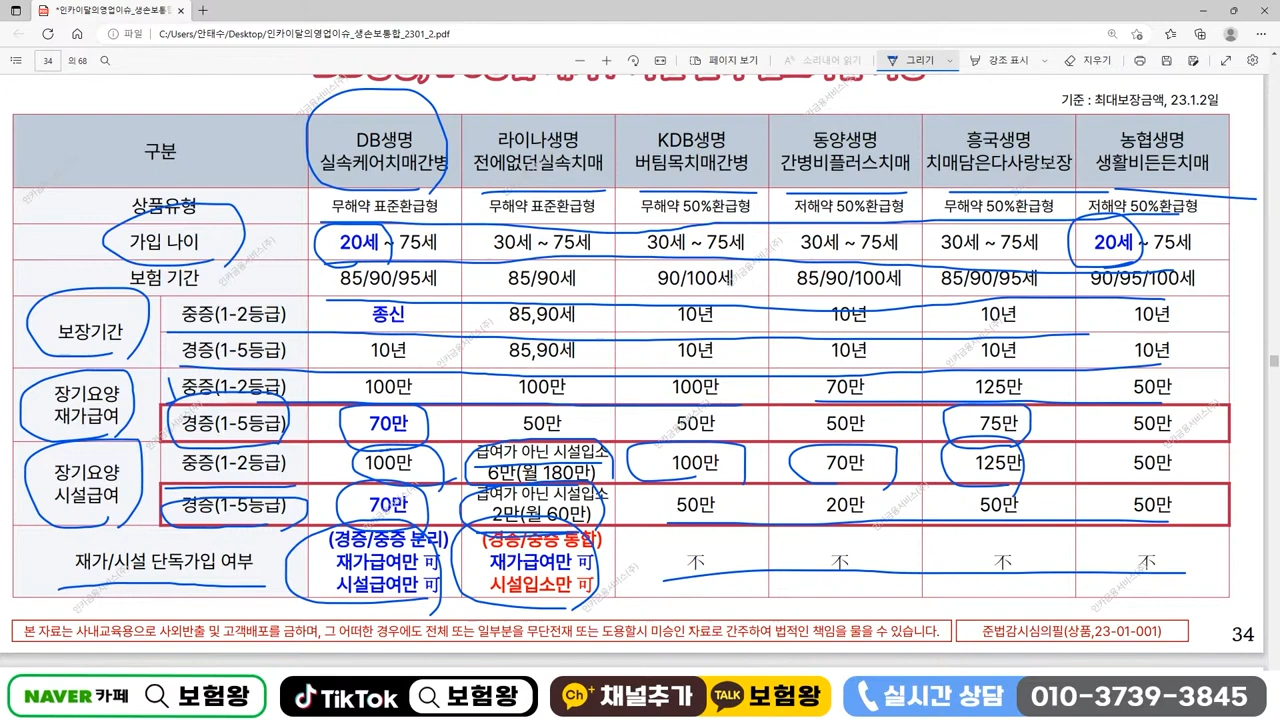 *인카이달의영업이슈_생손보통합
파일 C:/Users/안태수/Desktop/인카이달의영업이슈_생손보통합_2301_2.pdf
34 의 68 페이지 보기 소리내어 읽기 그리기 강조 표시 지우기
기준 : 최대보장금액, 23.1.2일
구분 DB생명 실속케어치매간병 라이나생명 전에없던실속치매 KDB생명 버팀목치매간병 동양생명 간병비플러스치매 흥국생명 치매담은다사랑보장 농협생명 생활비든든치매
상품유형 무해약 표준환급형 무해약 표준환급형 무해약 50%환급형 저해약 50%환급형 무해약 50%환급형 저해약 50%환급형
가입 나이 20세 ~ 75세 30세 ~ 75세 30세 ~ 75세 30세 ~ 75세 30세 ~ 75세 20세 ~ 75세
보험 기간 85/90/95세 85/90세 90/100세 85/90/100세 85/90/95세 90/95/100세
보장기간 중증(1-2등급) 종신 85,90세 10년 10년 10년 10년
경증(1-5등급) 10년 85,90세 10년 10년 10년 10년
장기요양 재가급여 중증(1-2등급) 100만 100만 100만 70만 125만 50만
경증(1-5등급) 70만 50만 50만 50만 75만 50만
장기요양 시설급여 중증(1-2등급) 100만 급여가 아닌 시설입소 6만(월 180만) 100만 70만 125만 50만
경증(1-5등급) 70만 급여가 아닌 시설입소 2만(월 60만) 50만 20만 50만 50만
재가/시설 단독가입 여부 (경증/중증 분리) 재가급여만 可 시설급여만 可 (경증/중증 통합) 재가급여만 可 시설입소만 可 不 不 不 不
본 자료는 사내교육용으로 사외반출 및 고객배포를 금하며, 그 어떠한 경우에도 전체 또는 일부분을 무단전재 또는 도용할시 미승인 자료로 간주하여 법적인 책임을 물을 수 있습니다. 준법감시심의필(상품,23-01-001)
34
NAVER 카페 보험왕 TikTok 보험왕 Ch+ 채널추가 TALK 보험왕 실시간 상담 010-3739-3845